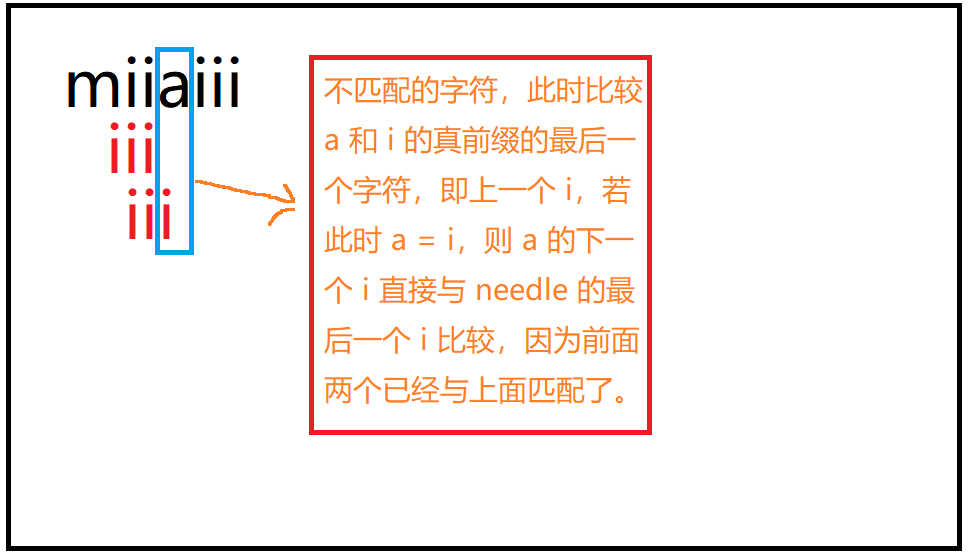 miiaiii
iii
iii
不匹配的字符，此时比较
a 和 i 的真前缀的最后一
个字符，即上一个 i，若
此时 a = i，则 a 的下一
个 i 直接与 needle 的最
后一个 i 比较，因为前面
两个已经与上面匹配了。